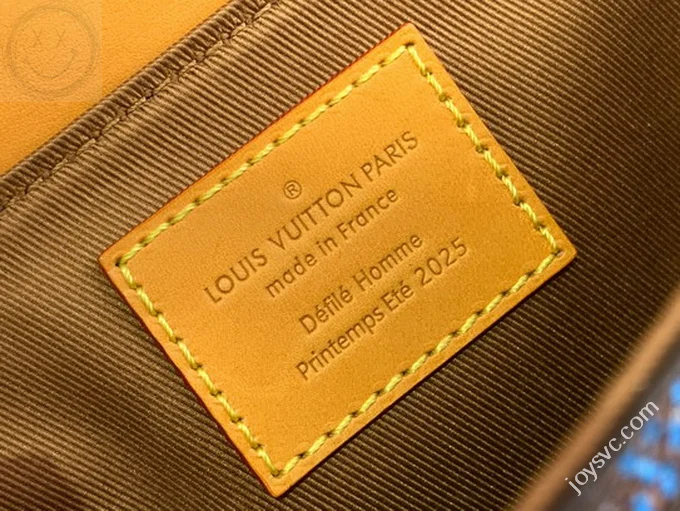 ®
LOUIS VUITTON PARIS
made in France
Défilé Homme
Printemps Eté 2025
joysvc.com